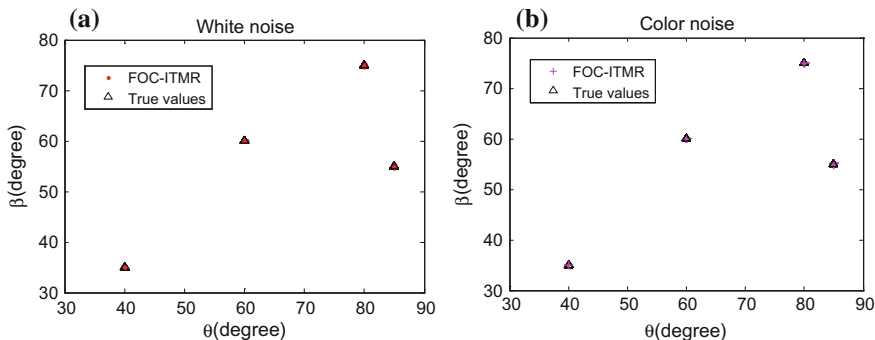 (a)
White noise
80
70
60
50
40
30
30 40 50 60 70 80 90
β(degree)
θ(degree)
FOC-ITMR
True values
(b)
Color noise
80
70
60
50
40
30
30 40 50 60 70 80 90
β(degree)
θ(degree)
FOC-ITMR
True values